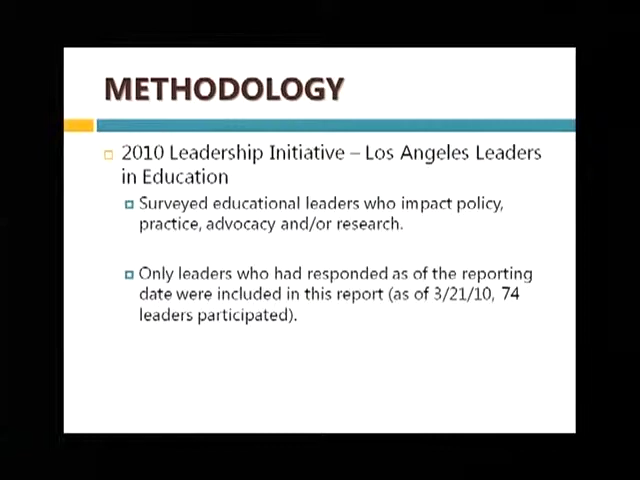 METHODOLOGY
2010 Leadership Initiative – Los Angeles Leaders
in Education
Surveyed educational leaders who impact policy,
practice, advocacy and/or research.
Only leaders who had responded as of the reporting
date were included in this report (as of 3/21/10, 74
leaders participated).